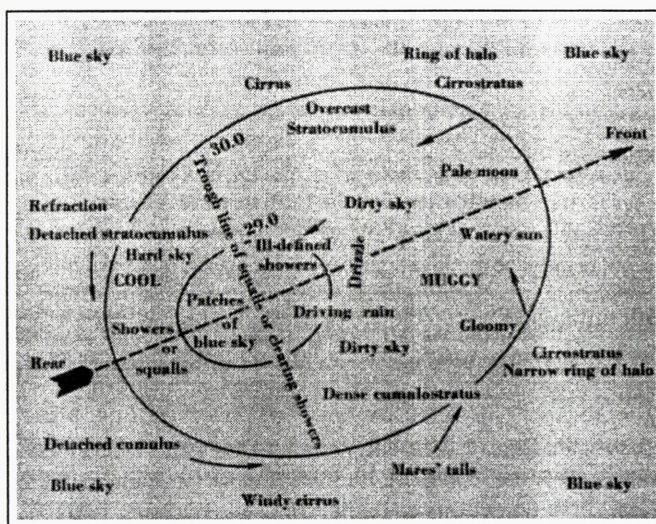 Blue sky
Ring of halo
Blue sky
Cirrus
Cirrostratus
Overcast
Stratocumulus
Front
30.0
Pale moon
Refraction
Dirty sky
29.0
Detached stratocumulus
Ill-defined
showers
Watery sun
Hard sky
COOL
Drizzle
MUGGY
Trough line of squalls or clearing showers
Patches
of
blue sky
Driving rain
Showers
or
squalls
Gloomy
Dirty sky
Rear
Cirrostratus
Narrow ring of halo
Dense cumalostratus
Detached cumulus
Mares' tails
Blue sky
Blue sky
Windy cirrus